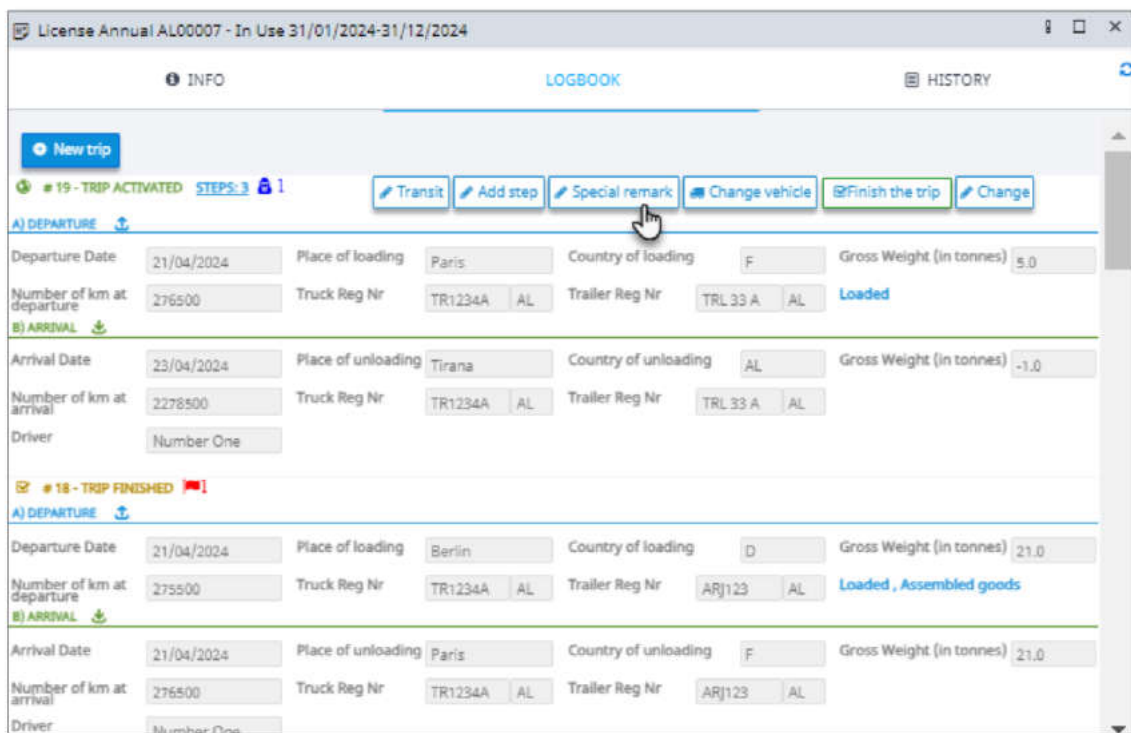 License Annual AL00007 - In Use 31/01/2024-31/12/2024
INFO LOGBOOK HISTORY
New trip
# 19 - TRIP ACTIVATED STEPS: 3 1 Transit Add step Special remark Change vehicle Finish the trip Change
A) DEPARTURE
Departure Date 21/04/2024 Place of loading Paris Country of loading F Gross Weight (in tonnes) 5.0
Number of km at departure 276500 Truck Reg Nr TR1234A AL Trailer Reg Nr TRL 33 A AL Loaded
B) ARRIVAL
Arrival Date 23/04/2024 Place of unloading Tirana Country of unloading AL Gross Weight (in tonnes) -1.0
Number of km at arrival 2278500 Truck Reg Nr TR1234A AL Trailer Reg Nr TRL 33 A AL
Driver Number One
# 18 - TRIP FINISHED 1
A) DEPARTURE
Departure Date 21/04/2024 Place of loading Berlin Country of loading D Gross Weight (in tonnes) 21.0
Number of km at departure 275500 Truck Reg Nr TR1234A AL Trailer Reg Nr ARJ123 AL Loaded , Assembled goods
B) ARRIVAL
Arrival Date 21/04/2024 Place of unloading Paris Country of unloading F Gross Weight (in tonnes) 21.0
Number of km at arrival 276500 Truck Reg Nr TR1234A AL Trailer Reg Nr ARJ123 AL
Driver Number One